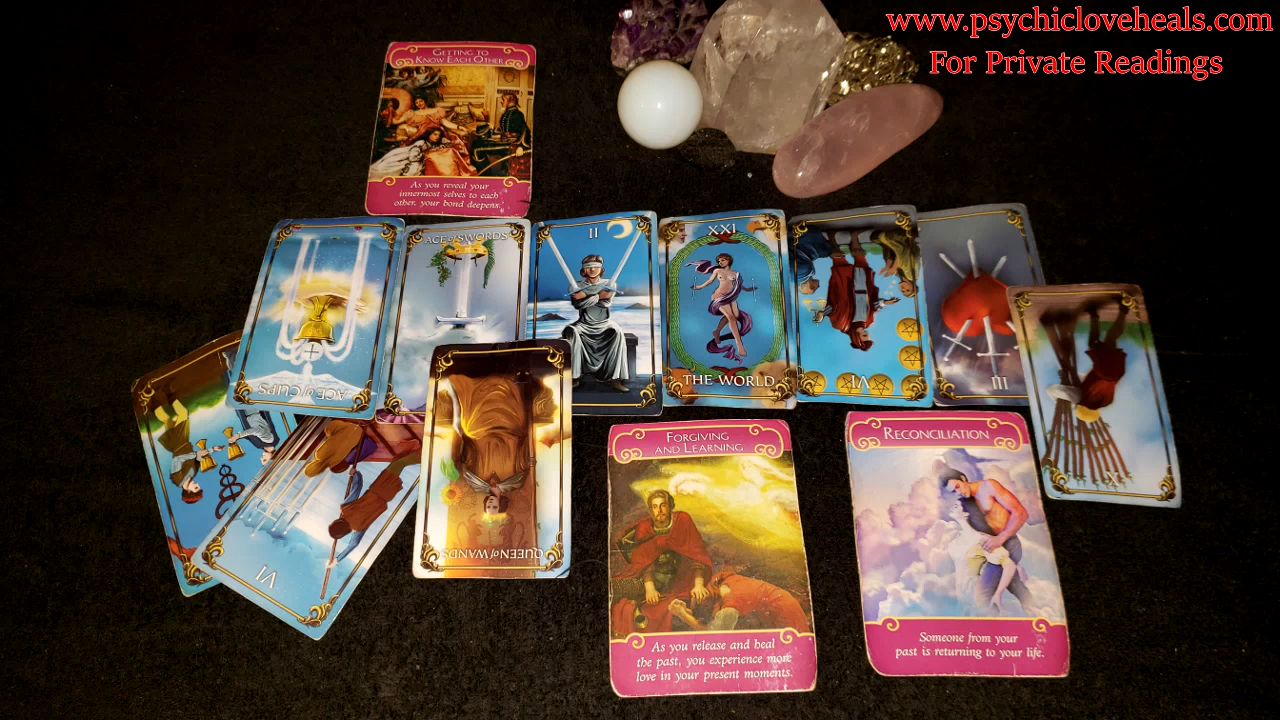 www.psychicloveheals.com
For Private Readings
Getting to
Know Each Other
As you reveal your
innermost selves to each
other, your bond deepens.
ACE of CUPS
ACE of SWORDS
II
XXI
THE WORLD
VI
III
X
VI
QUEEN of WANDS
Forgiving
and Learning
As you release and heal
the past, you experience more
love in your present moments.
Reconciliation
Someone from your
past is returning to your life.